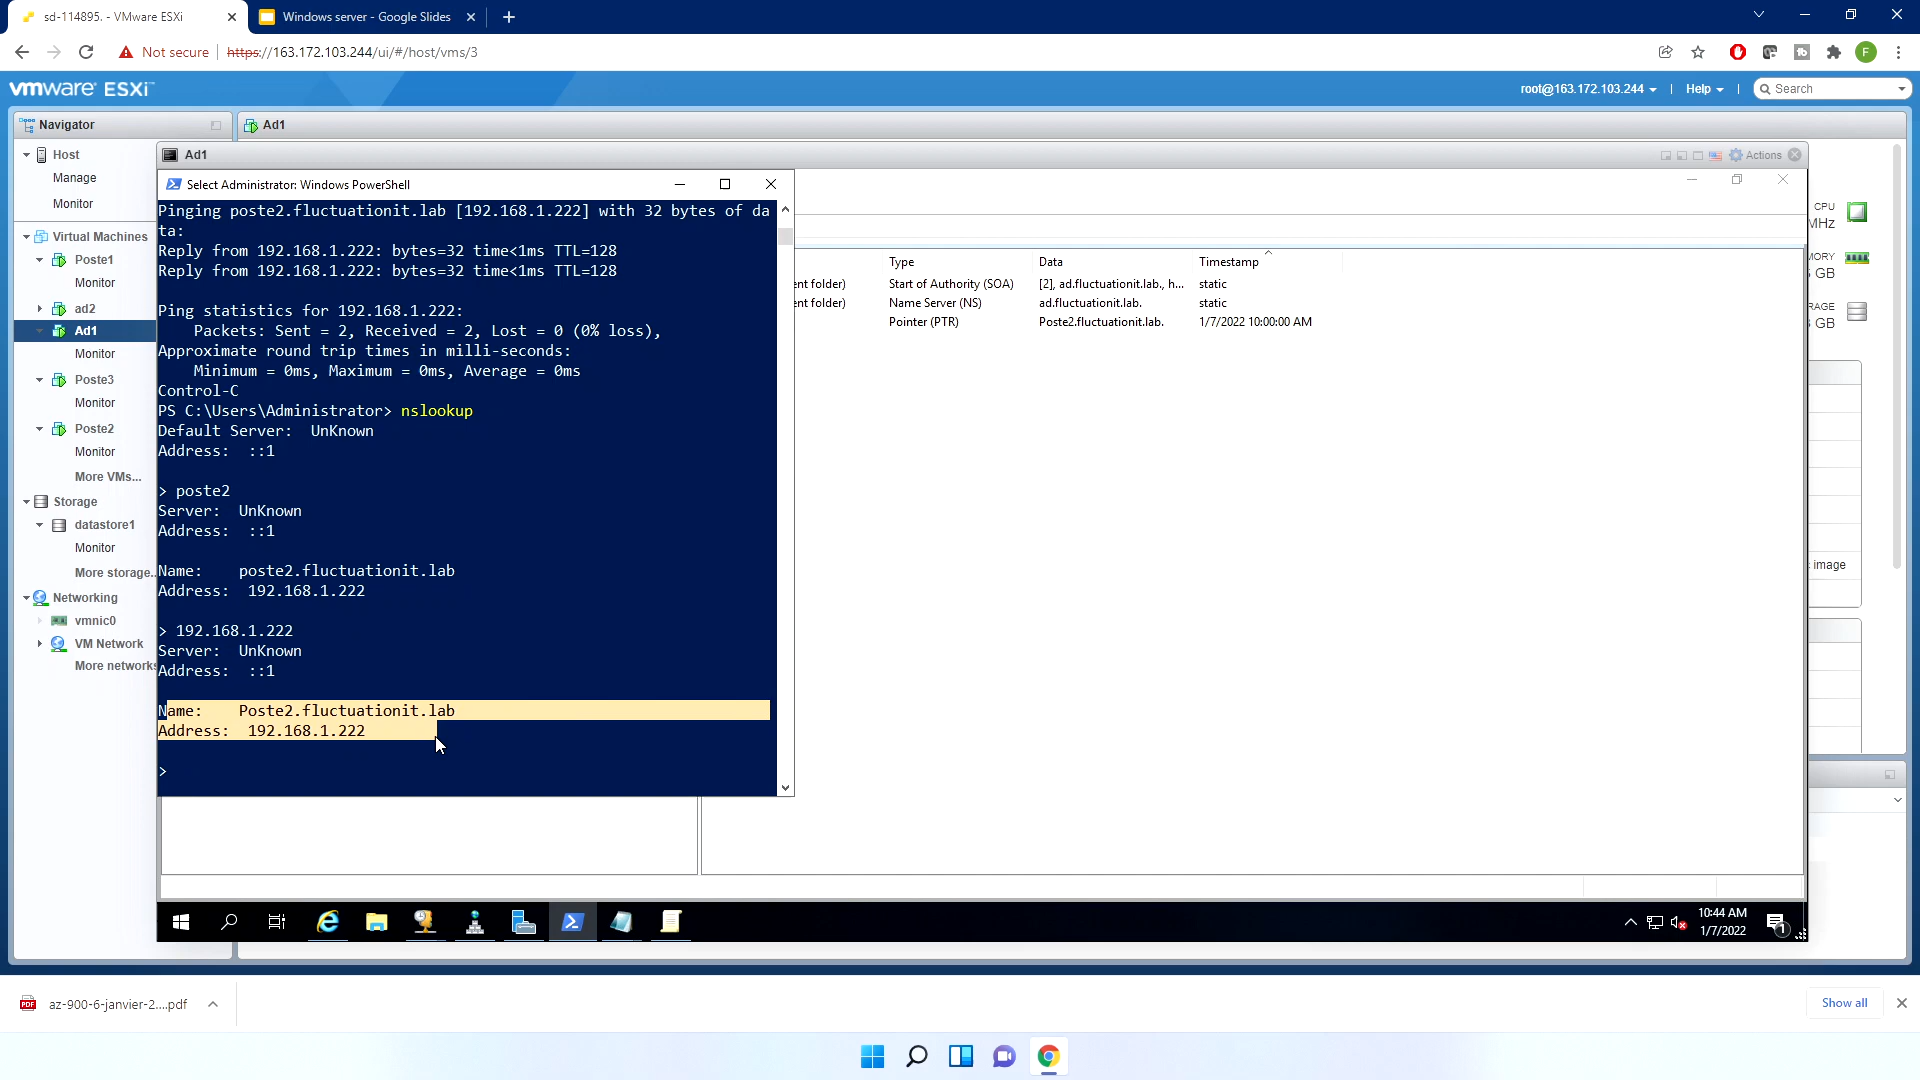 sd-114895. - VMware ESXi
Windows server - Google Slides
Not secure
https://163.172.103.244/ui/#/host/vms/3
F
vmware ESXi
root@163.172.103.244
Help
Search
Navigator
Ad1
Host
Manage
Monitor
Virtual Machines
Poste1
Monitor
ad2
Ad1
Monitor
Poste3
Monitor
Poste2
Monitor
More VMs...
Storage
datastore1
Monitor
More storage..
Networking
vmnic0
VM Network
More networks
Ad1
Actions
Select Administrator: Windows PowerShell
Pinging poste2.fluctuationit.lab [192.168.1.222] with 32 bytes of da
ta:
Reply from 192.168.1.222: bytes=32 time<1ms TTL=128
Reply from 192.168.1.222: bytes=32 time<1ms TTL=128
Ping statistics for 192.168.1.222:
Packets: Sent = 2, Received = 2, Lost = 0 (0% loss),
Approximate round trip times in milli-seconds:
Minimum = 0ms, Maximum = 0ms, Average = 0ms
Control-C
PS C:\Users\Administrator> nslookup
Default Server:  UnKnown
Address:  ::1
> poste2
Server:  UnKnown
Address:  ::1
Name:    poste2.fluctuationit.lab
Address:  192.168.1.222
> 192.168.1.222
Server:  UnKnown
Address:  ::1
Name:    Poste2.fluctuationit.lab
Address:  192.168.1.222
>
Type Data Timestamp
ent folder) Start of Authority (SOA) [2], ad.fluctuationit.lab., h... static
ent folder) Name Server (NS) ad.fluctuationit.lab. static
Pointer (PTR) Poste2.fluctuationit.lab. 1/7/2022 10:00:00 AM
CPU
MHz
MORY
GB
RAGE
GB
image
10:44 AM
1/7/2022
1
PDF
az-900-6-janvier-2....pdf
Show all